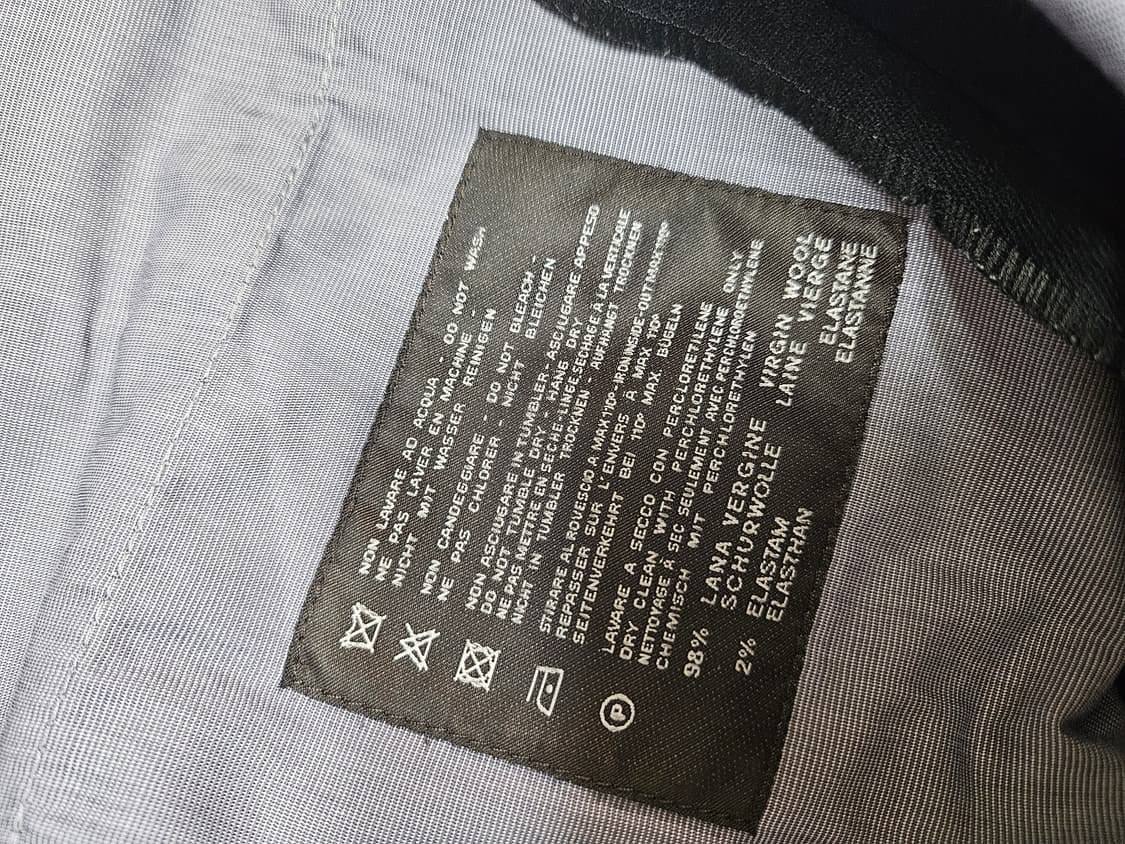 NON LAVARE AD ACQUA - DO NOT WASH
NE PAS LAVER EN MACHINE -
NICHT MIT WASSER REINIGEN
NON CANDEGGIARE - DO NOT BLEACH -
NE PAS CHLORER - NICHT BLEICHEN
NON ASCIUGARE IN TUMBLER. ASCIUGARE APPESO
DO NOT TUMBLE DRY - HANG DRY
NE PAS METTRE EN SECHE-LINGE.SECHAGE À LA VERTICALE
NICHT IN TUMBLER TROCKNEN - AUFHANGT TROCKNEN
STIRARE AL ROVESCIO A MAX 110°-IRON INSIDE-OUT MAX 110°
REPASSER SUR L'ENVERS À MAX 110°
SEITENVERKEHRT BEI 110° MAX. BÜGELN
P
LAVARE A SECCO CON PERCLORETILENE
DRY CLEAN WITH PERCHLORETHYLENE ONLY
NETTOYAGE À SEC SEULEMENT AVEC PERCHLOROETHYLENE
CHEMISCH MIT PERCHLORETHYLEN
98% LANA VERGINE VIRGIN WOOL
SCHURWOLLE LAINE VIERGE
2% ELASTAM ELASTANE
ELASTHAN ELASTANNE